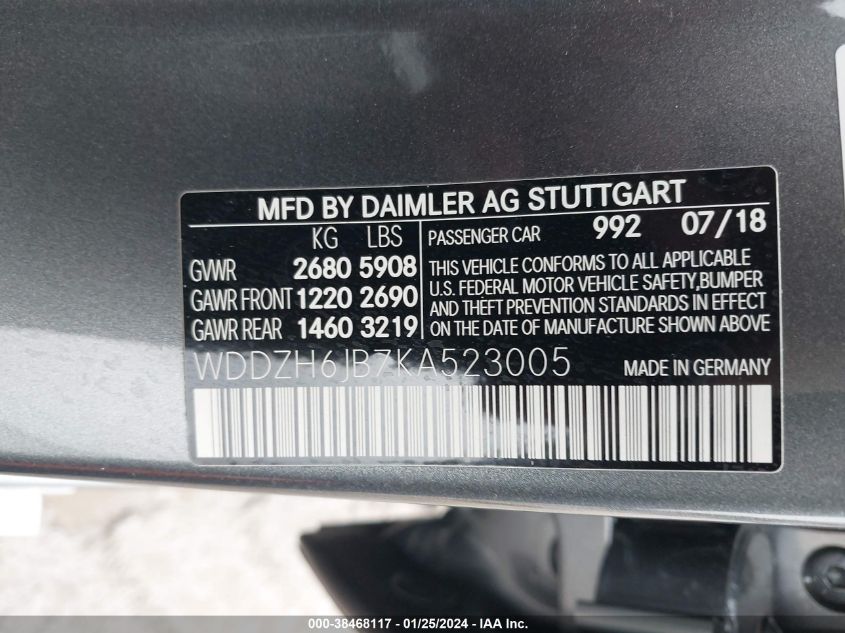 MFD BY DAIMLER AG STUTTGART
KG LBS
GVWR 2680 5908
GAWR FRONT 1220 2690
GAWR REAR 1460 3219
PASSENGER CAR 992 07/18
THIS VEHICLE CONFORMS TO ALL APPLICABLE
U.S. FEDERAL MOTOR VEHICLE SAFETY,BUMPER
AND THEFT PREVENTION STANDARDS IN EFFECT
ON THE DATE OF MANUFACTURE SHOWN ABOVE
WDDZH6JB7KA523005 MADE IN GERMANY
000-38468117 - 01/25/2024 - IAA Inc.